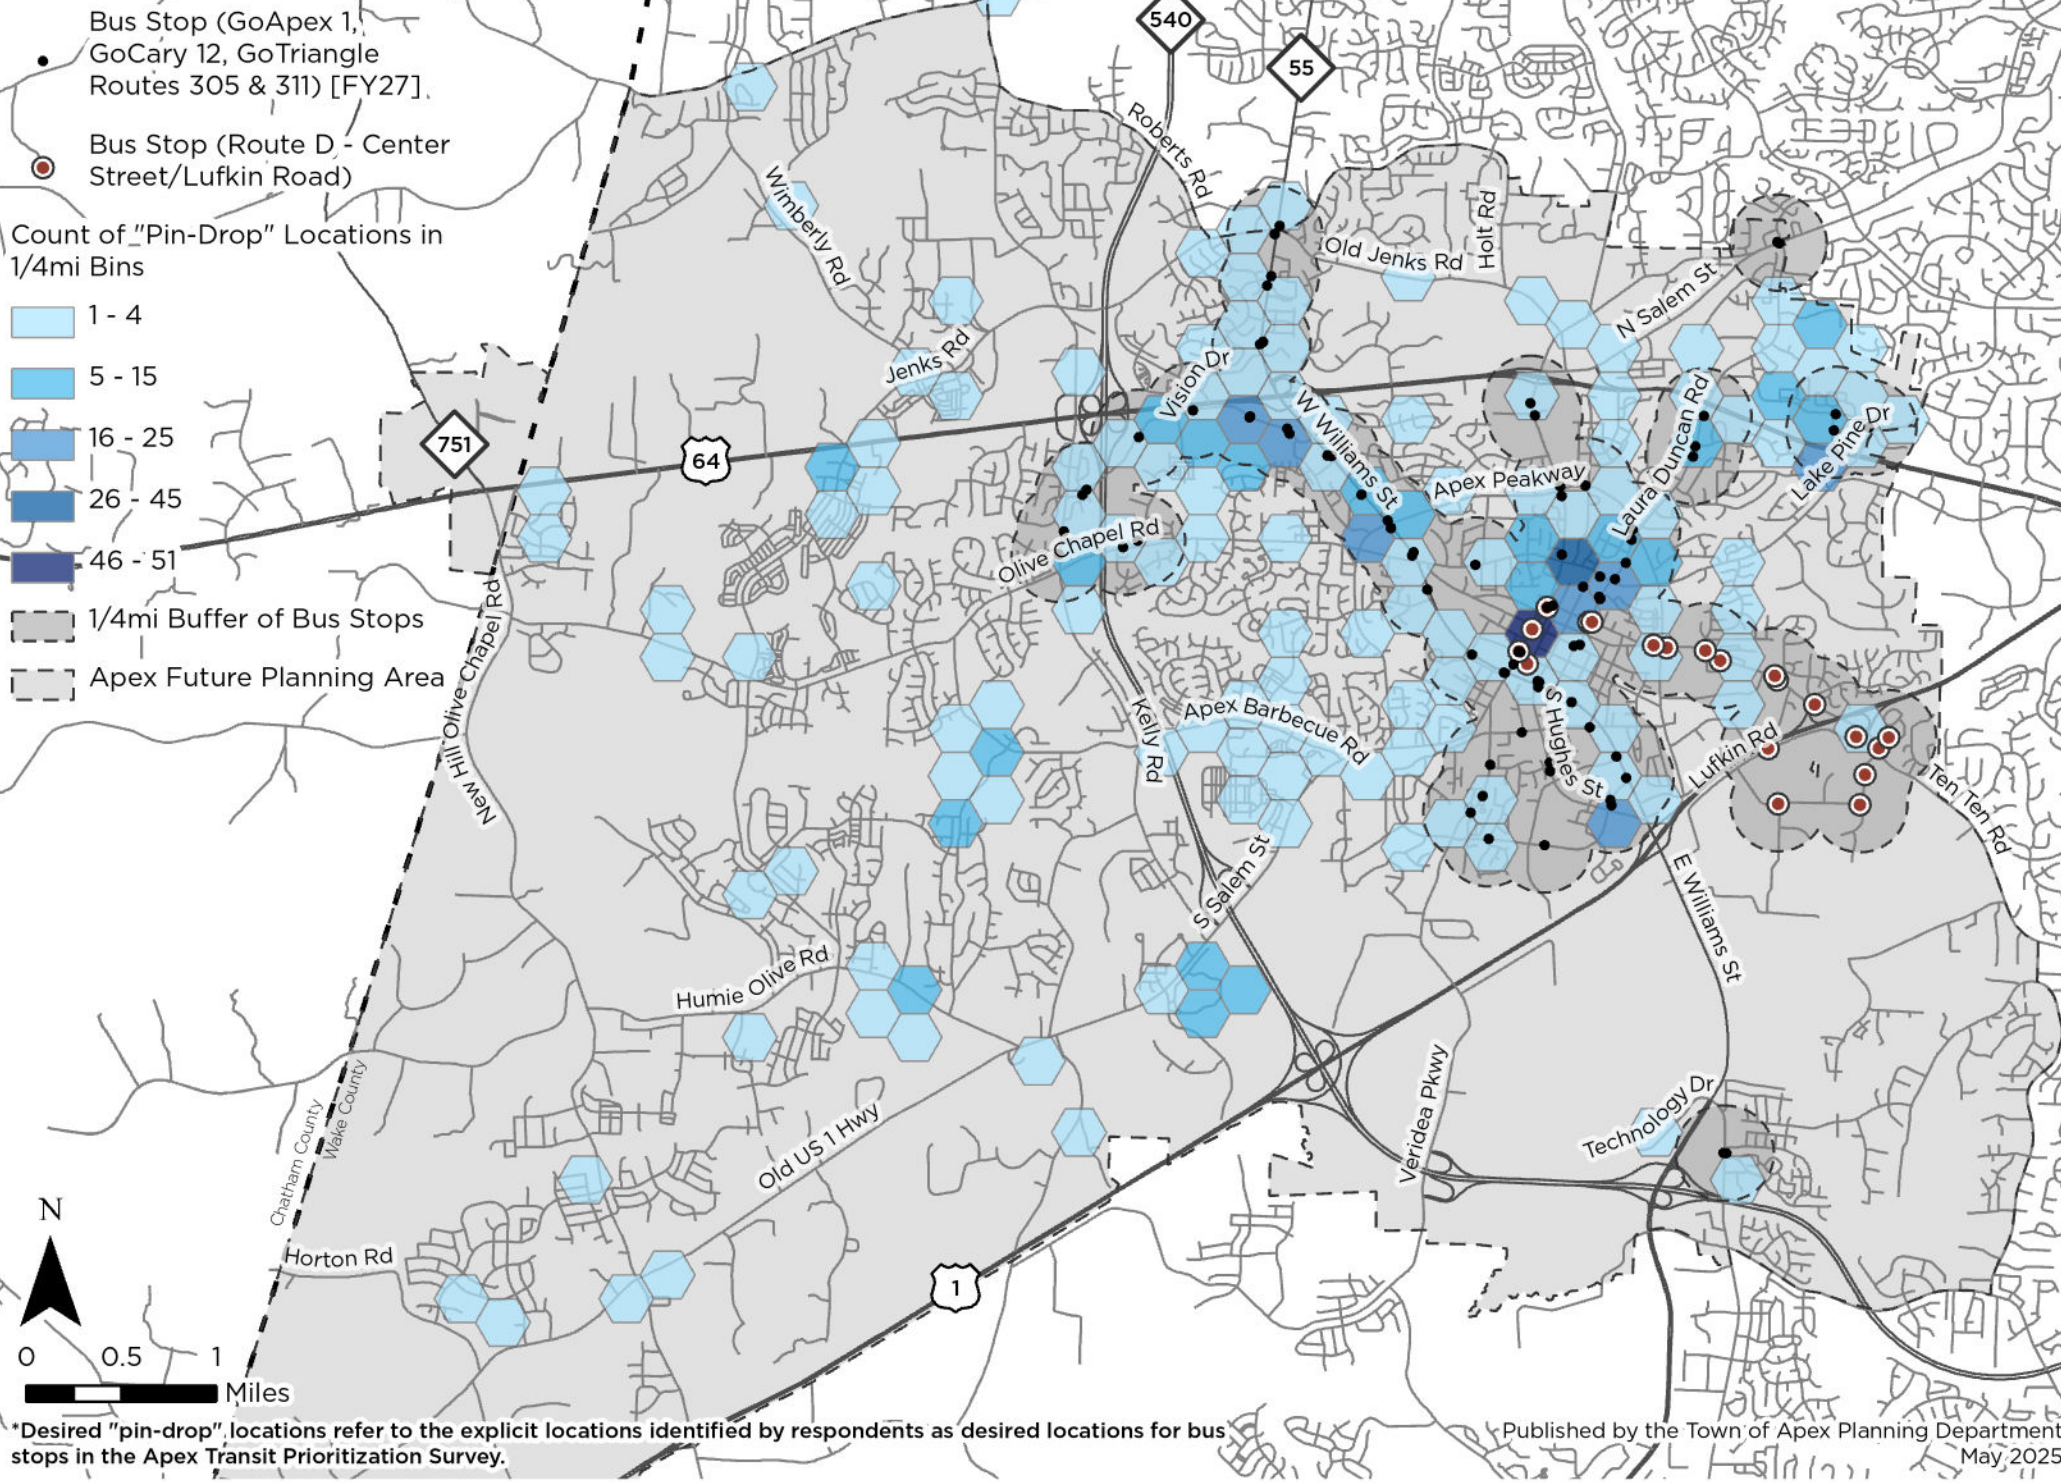 Bus Stop (GoApex 1,
GoCary 12, GoTriangle
Routes 305 & 311) [FY27]
Bus Stop (Route D - Center
Street/Lufkin Road)
Count of "Pin-Drop" Locations in
1/4mi Bins
1 - 4
5 - 15
16 - 25
26 - 45
46 - 51
1/4mi Buffer of Bus Stops
Apex Future Planning Area
540
55
751
64
1
Roberts Rd
Wimberly Rd
Holt Rd
Old Jenks Rd
N Salem St
Jenks Rd
Vision Dr
W Williams St
Laura Duncan Rd
Lake Pine Dr
Apex Peakway
Olive Chapel Rd
New Hill Olive Chapel Rd
Kelly Rd
Apex Barbecue Rd
S Hughes St
Lufkin Rd
Ten Ten Rd
S Salem St
E Williams St
Humie Olive Rd
Old US 1 Hwy
Veridea Pkwy
Technology Dr
Chatham County
Wake County
Horton Rd
N
0 0.5 1
Miles
*Desired "pin-drop" locations refer to the explicit locations identified by respondents as desired locations for bus
stops in the Apex Transit Prioritization Survey.
Published by the Town of Apex Planning Department
May 2025